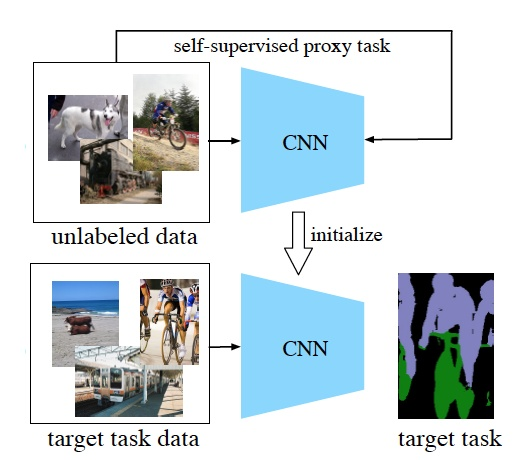 self-supervised proxy task
CNN
unlabeled data
initialize
CNN
target task data
target task